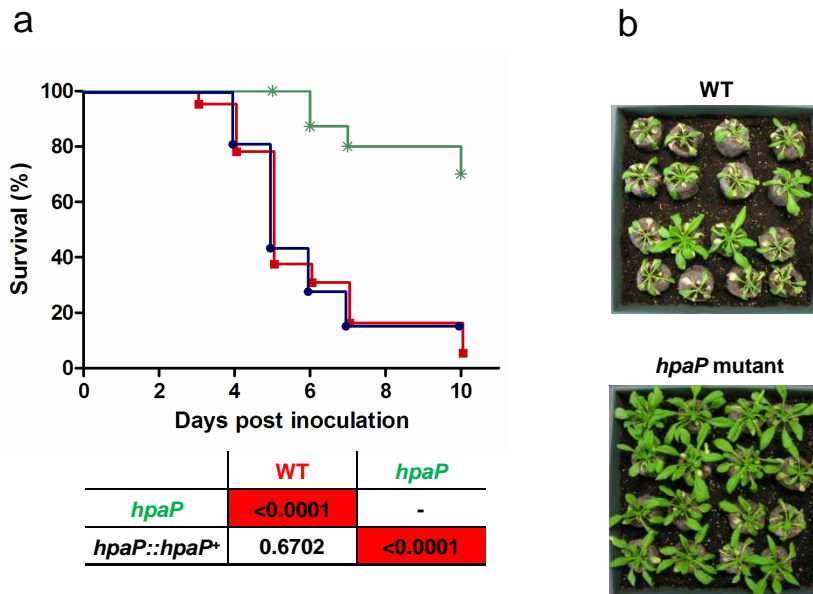 a
b
100
80
60
40
20
0
Survival (%)
0 2 4 6 8 10
Days post inoculation
WT hpaP
hpaP <0.0001 -
hpaP::hpaP+ 0.6702 <0.0001
WT
hpaP mutant